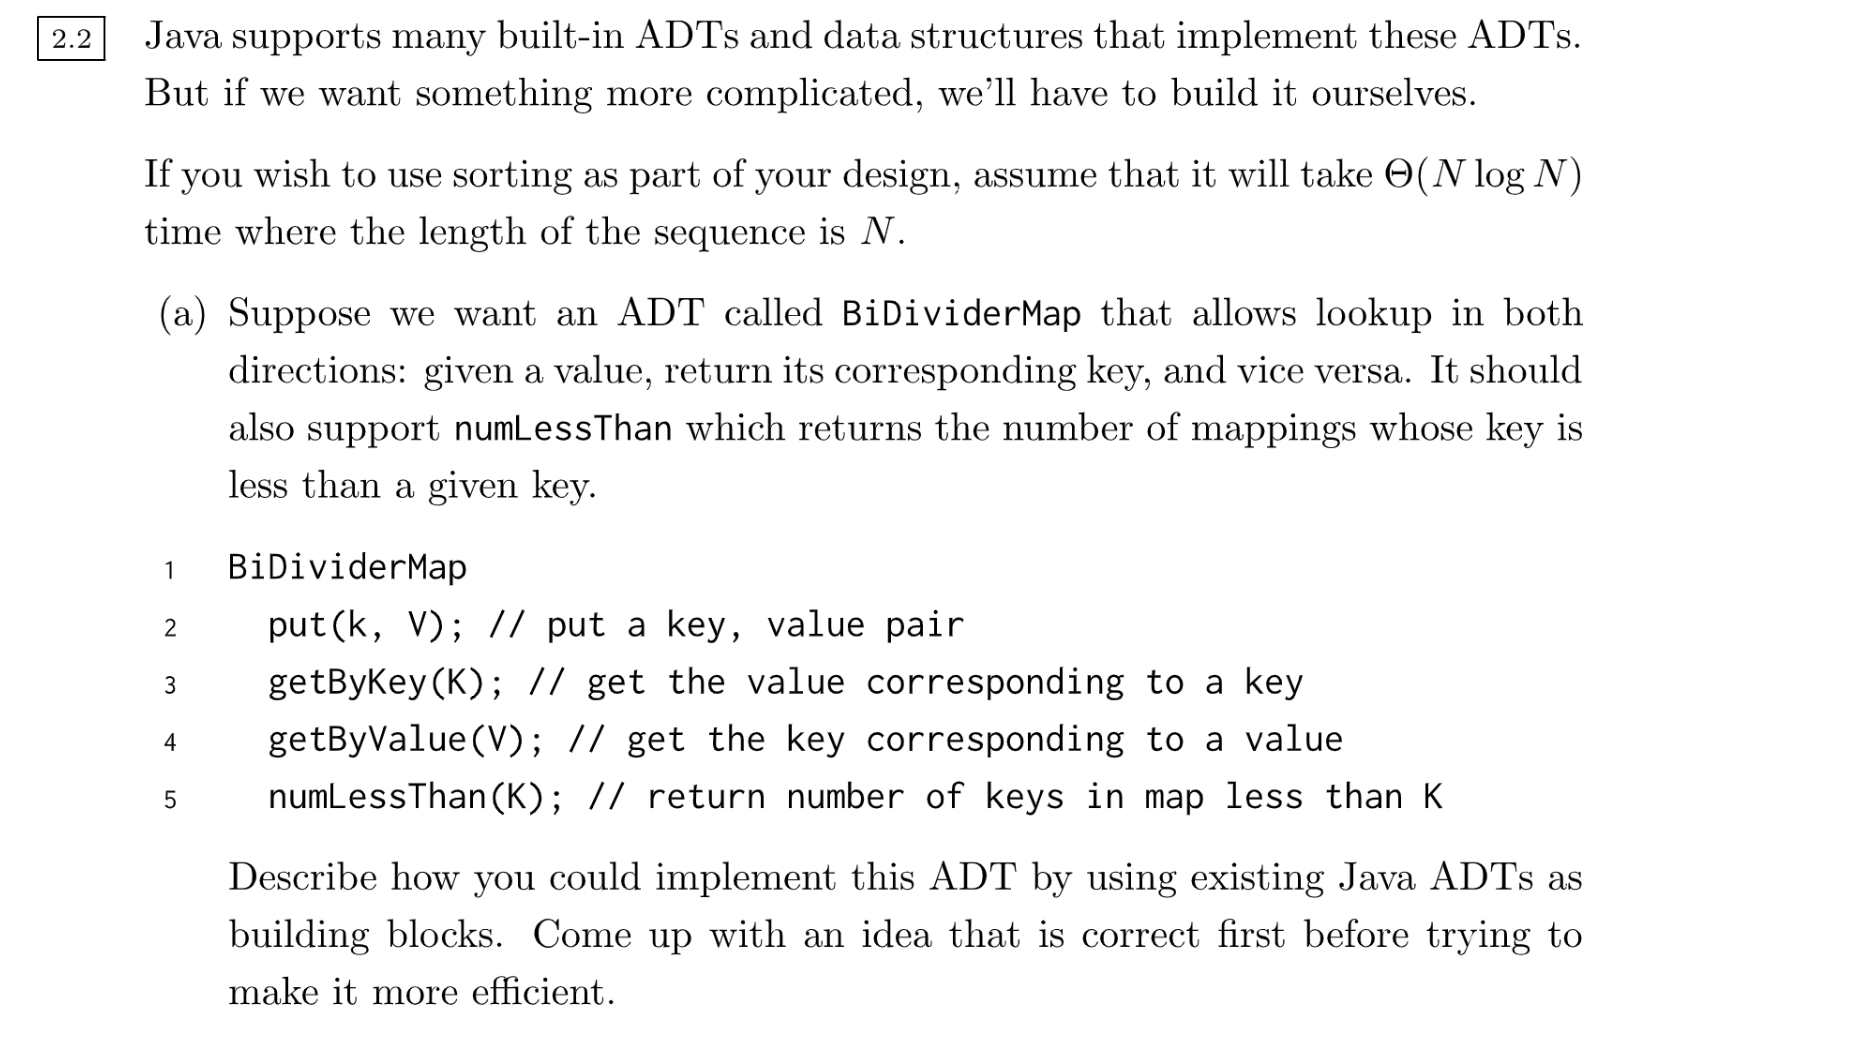 2.2 Java supports many built-in ADTs and data structures that implement these ADTs.
But if we want something more complicated, we'll have to build it ourselves.
If you wish to use sorting as part of your design, assume that it will take Θ(N log N)
time where the length of the sequence is N.
(a) Suppose we want an ADT called BiDividerMap that allows lookup in both
directions: given a value, return its corresponding key, and vice versa. It should
also support numLessThan which returns the number of mappings whose key is
less than a given key.
1 BiDividerMap
2 put(k, V); // put a key, value pair
3 getByKey(K); // get the value corresponding to a key
4 getByValue(V); // get the key corresponding to a value
5 numLessThan(K); // return number of keys in map less than K
Describe how you could implement this ADT by using existing Java ADTs as
building blocks. Come up with an idea that is correct first before trying to
make it more efficient.